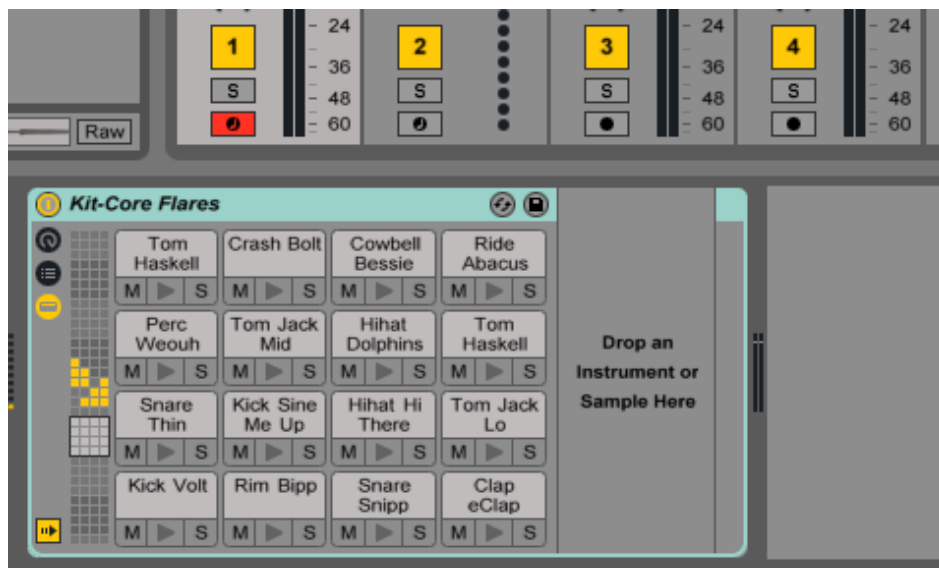 24 24 24
1 2 3 4
36 36 36
S S S S
48 48 48
60 60 60
Raw
Kit-Core Flares
Tom Haskell
Crash Bolt
Cowbell Bessie
Ride Abacus
M S M S M S M S
Perc Weouh
Tom Jack Mid
Hihat Dolphins
Tom Haskell
M S M S M S M S
Snare Thin
Kick Sine Me Up
Hihat Hi There
Tom Jack Lo
M S M S M S M S
Kick Volt
Rim Bipp
Snare Snipp
Clap eClap
M S M S M S M S
Drop an
Instrument or
Sample Here